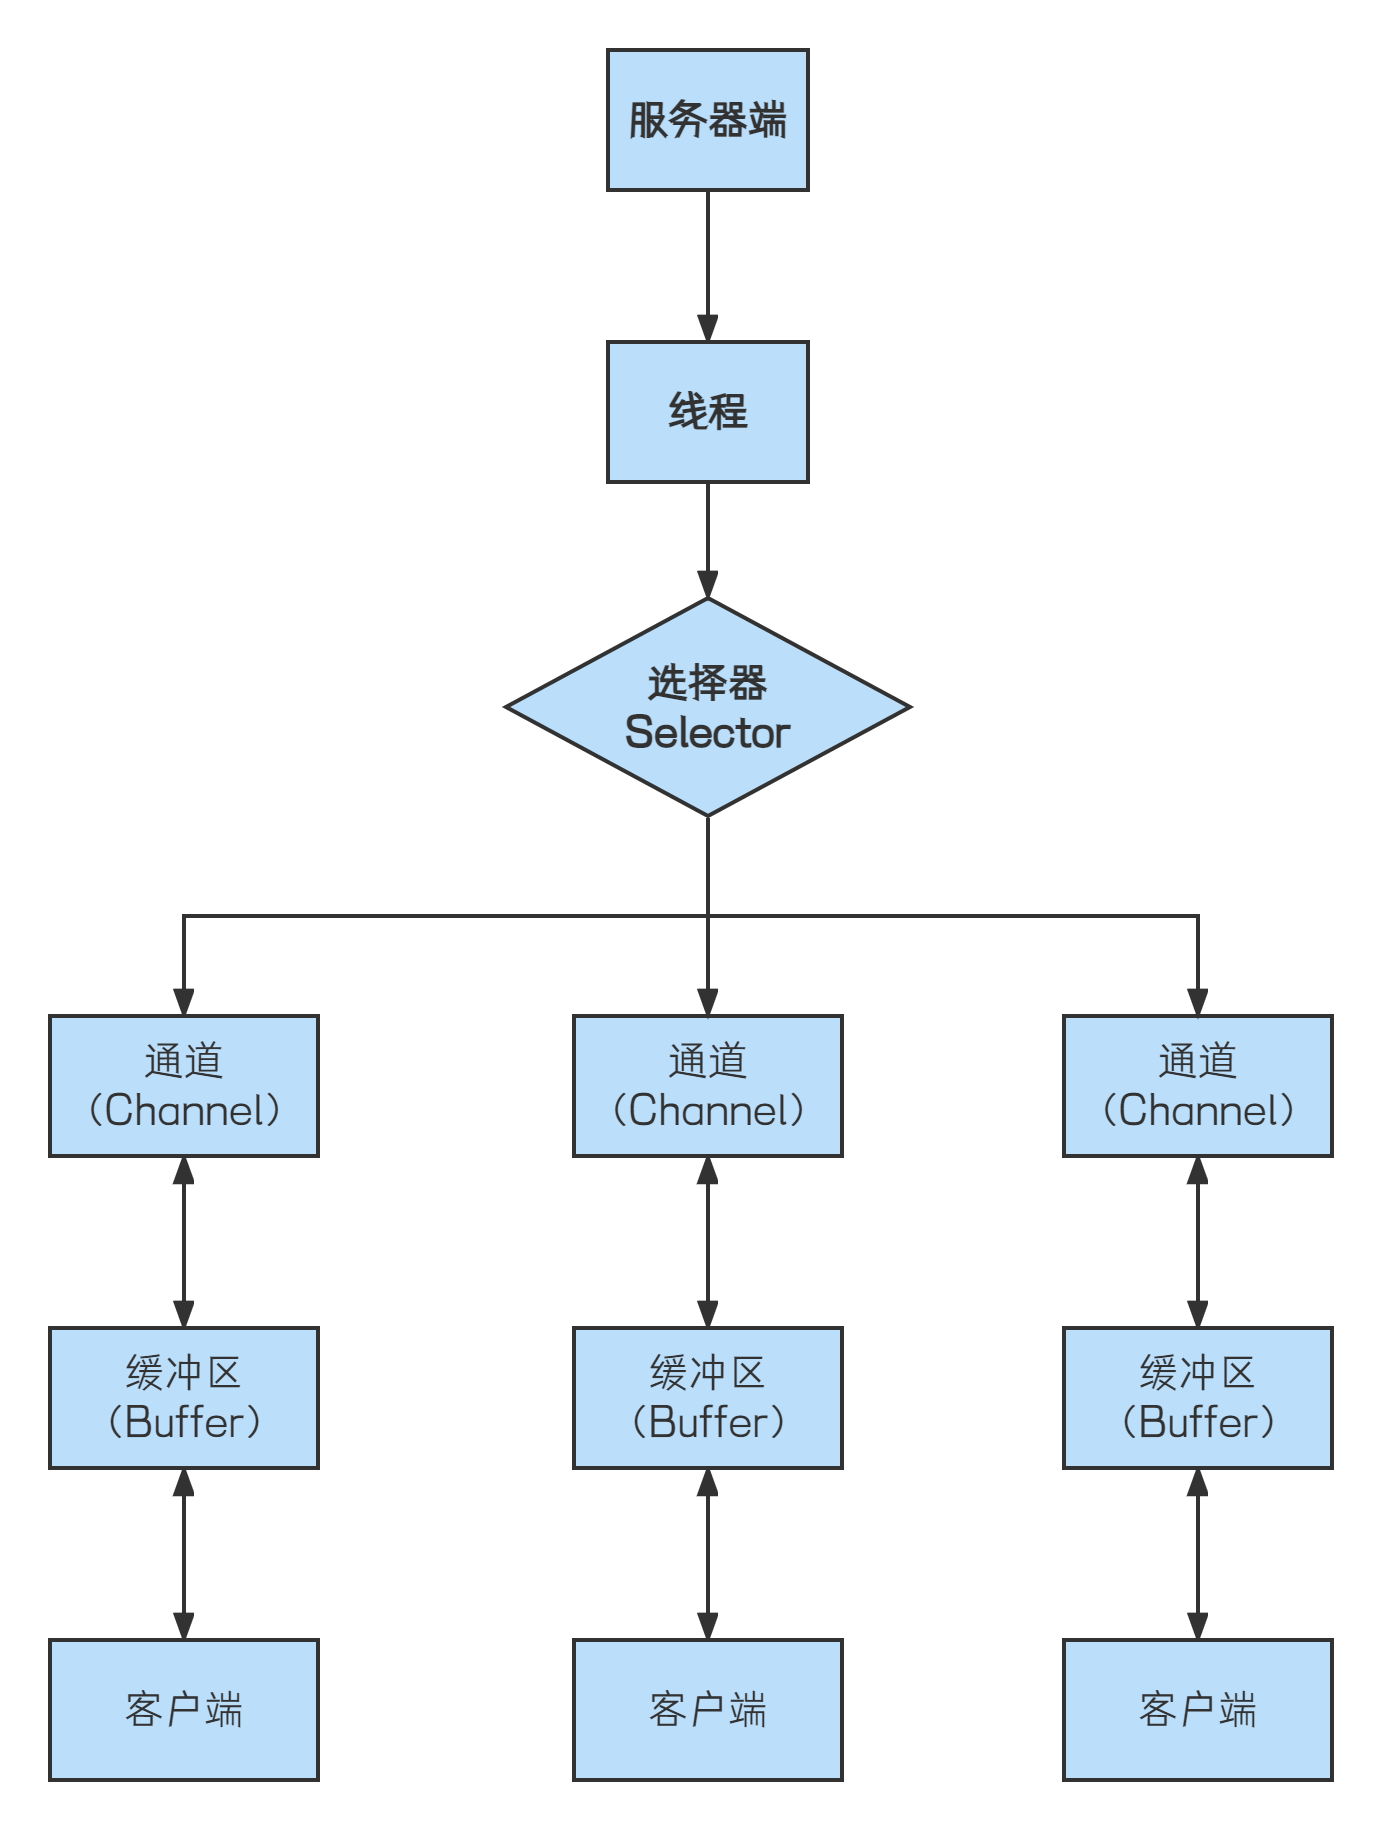 服务器端
线程
选择器
Selector
通道
（Channel）
通道
（Channel）
通道
（Channel）
缓冲区
（Buffer）
缓冲区
（Buffer）
缓冲区
（Buffer）
客户端
客户端
客户端